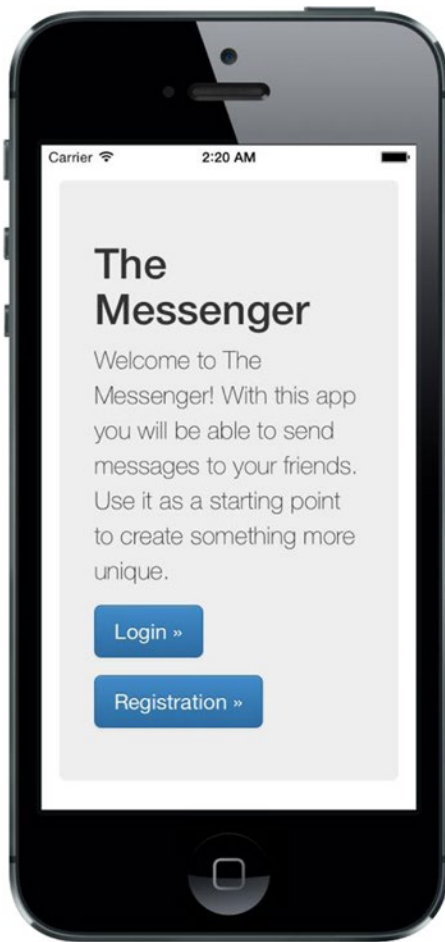 Carrier 2:20 AM
The
Messenger
Welcome to The
Messenger! With this app
you will be able to send
messages to your friends.
Use it as a starting point
to create something more
unique.
Login »
Registration »